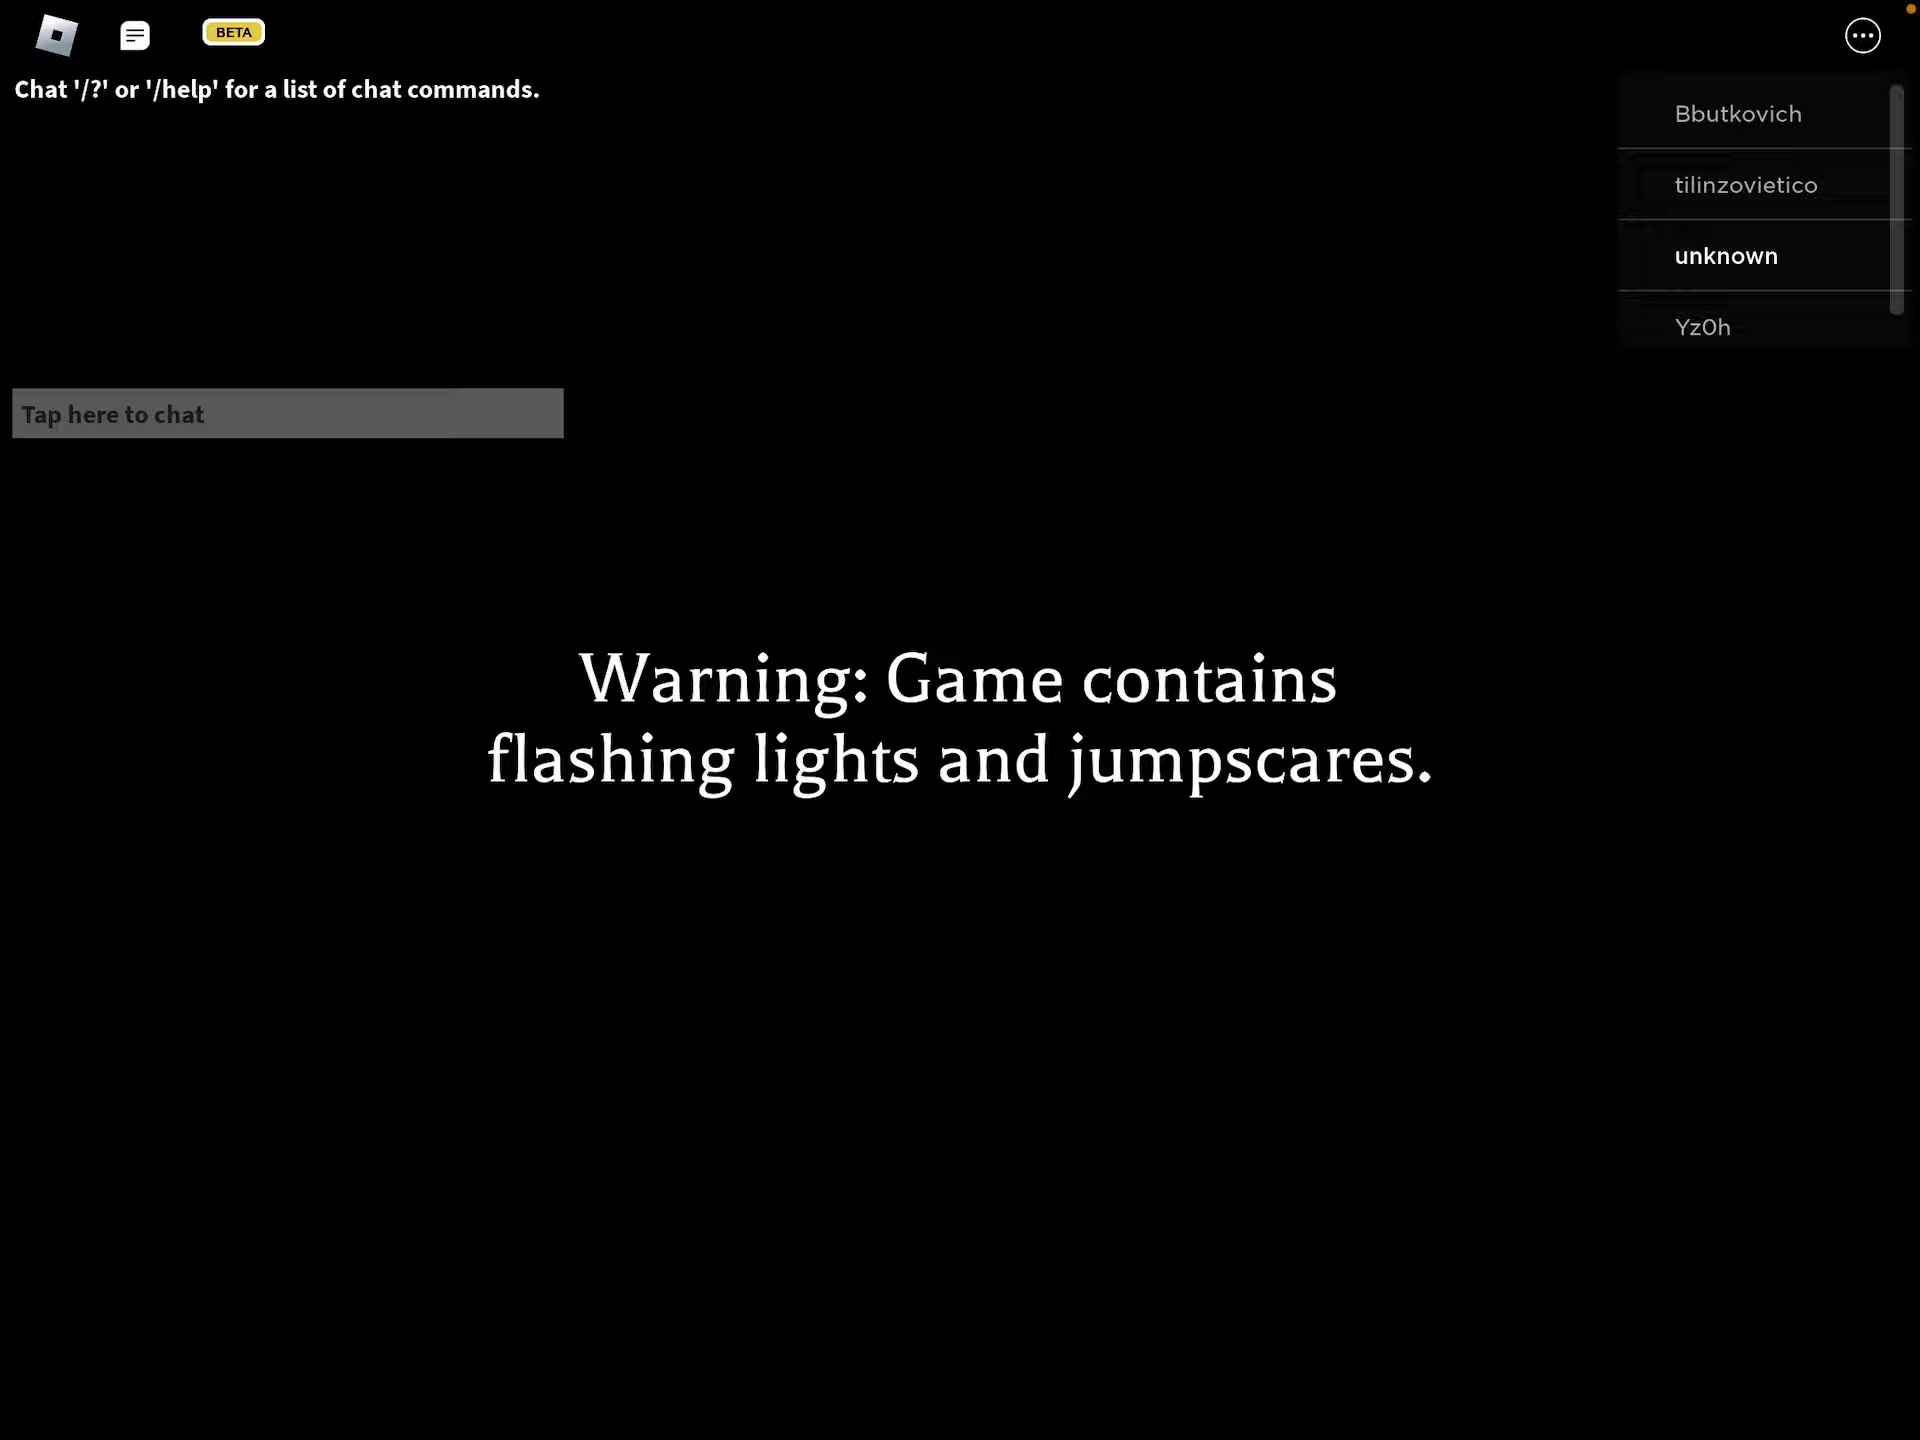 BETA
Chat '/?' or '/help' for a list of chat commands.
Bbutkovich
tilinzovietico
unknown
Yz0h
Tap here to chat
Warning: Game contains
flashing lights and jumpscares.